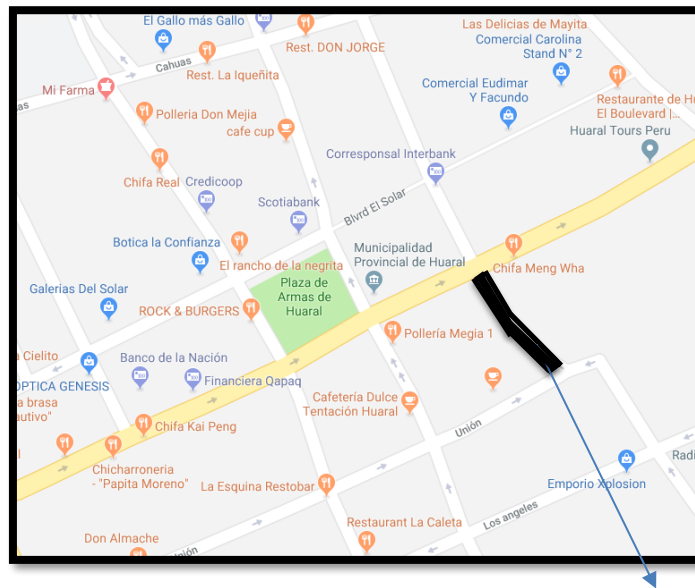 El Gallo más Gallo
Cahuas
Rest. DON JORGE
Rest. La Iqueñita
Las Delicias de Mayita
Comercial Carolina
Stand N° 2
Mi Farma
as
Polleria Don Mejia
cafe cup
Comercial Eudimar
Y Facundo
Restaurante de Hu
El Boulevard |...
Huaral Tours Peru
Chifa Real
Credicoop
Corresponsal Interbank
Scotiabank
Blvrd El Solar
Botica la Confianza
El rancho de la negrita
Municipalidad
Provincial de Huaral
Chifa Meng Wha
Galerias Del Solar
Plaza de
Armas de
Huaral
ROCK & BURGERS
Pollería Megia 1
a Cielito
Banco de la Nación
OPTICA GENESIS
Financiera Qapaq
a brasa
autivo"
Cafetería Dulce
Tentación Huaral
Chifa Kai Peng
Unión
Chicharroneria
- "Papita Moreno"
La Esquina Restobar
Emporio Xplosion
Radi
Los angeles
Restaurant La Caleta
Don Almache
Unión